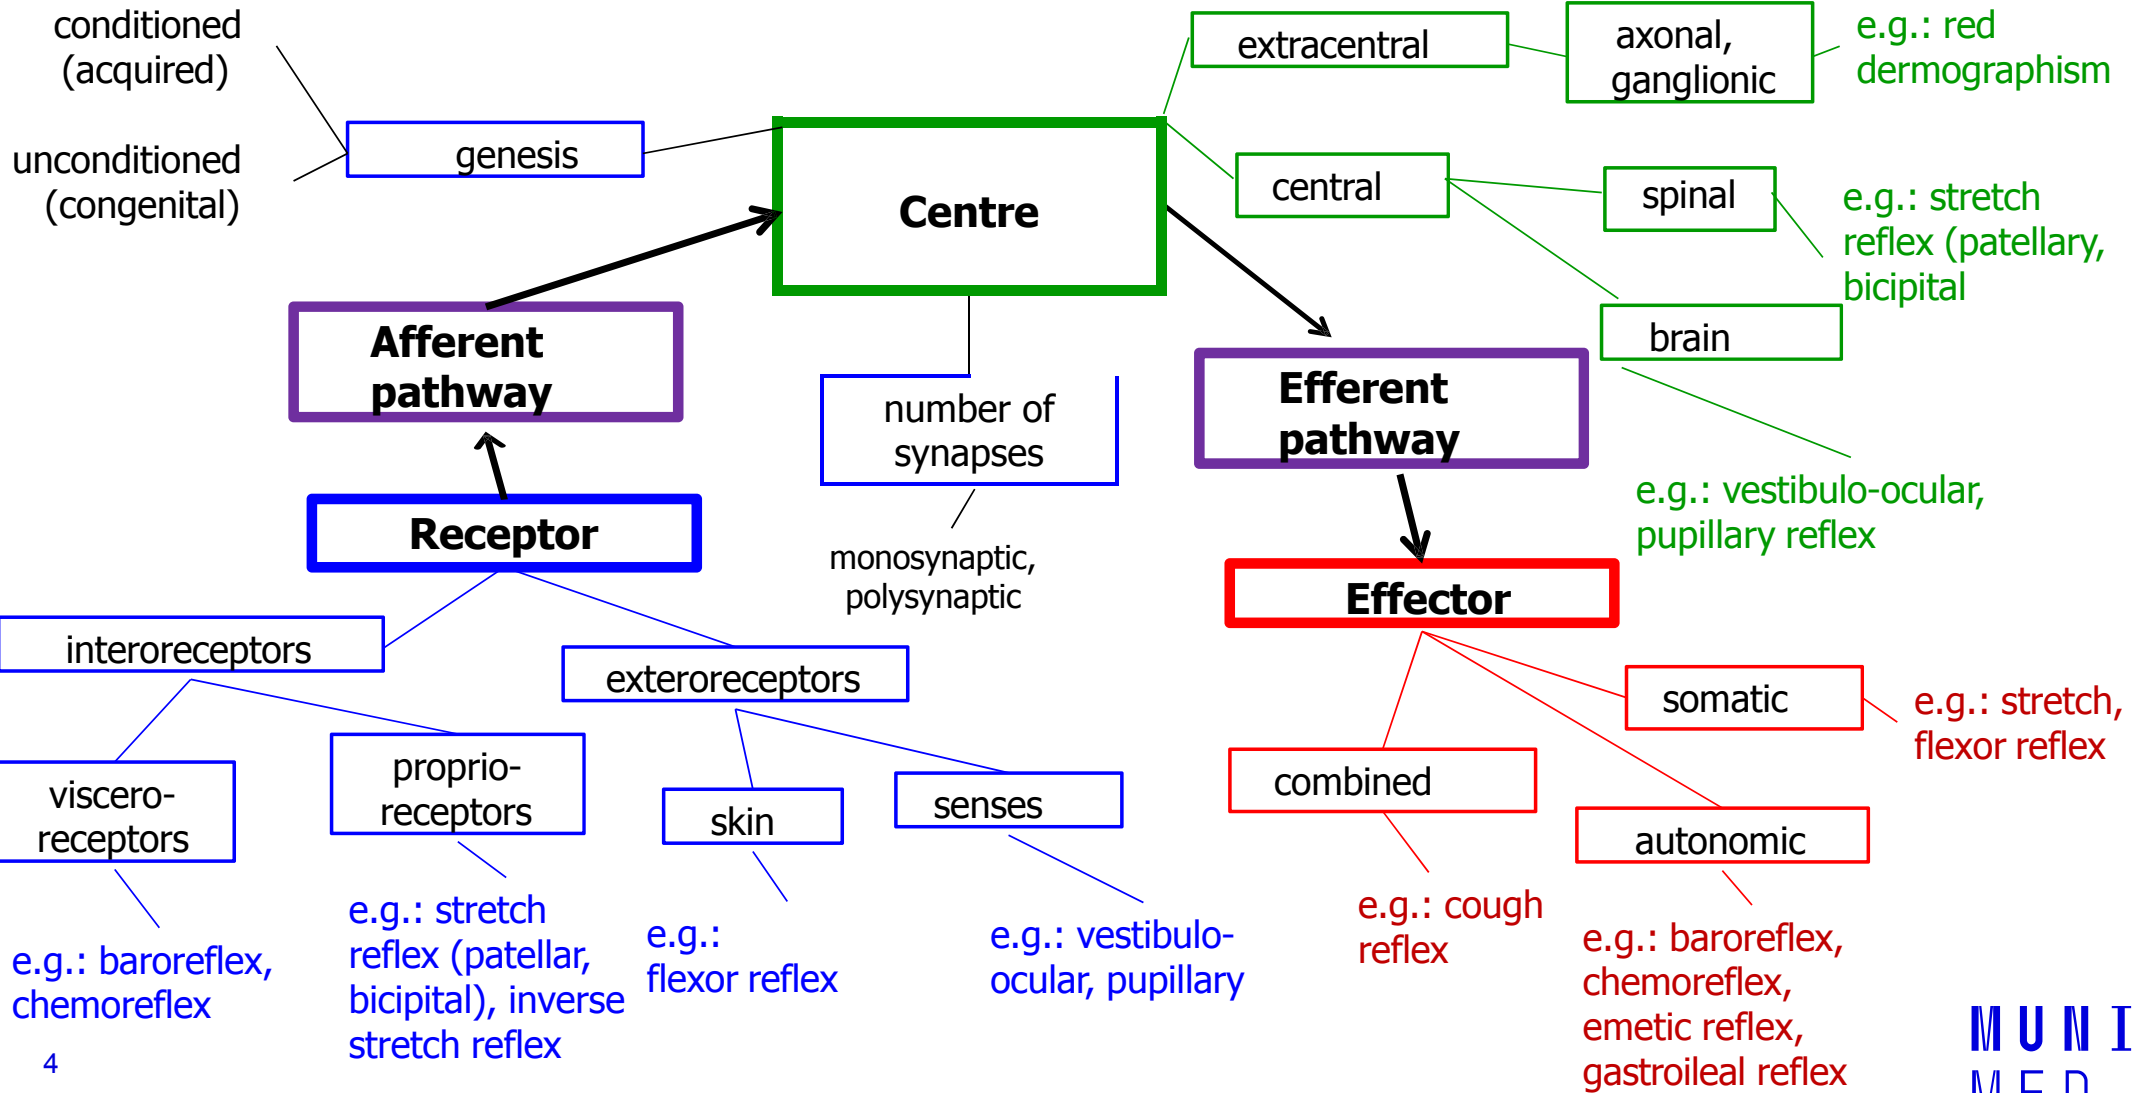 conditioned
(acquired)
unconditioned
(congenital)
genesis
Centre
extracentral
axonal,
ganglionic
e.g.: red
dermographism
central
spinal
e.g.: stretch
reflex (patellary,
bicipital
brain
e.g.: vestibulo-ocular,
pupillary reflex
Afferent
pathway
number of
synapses
monosynaptic,
polysynaptic
Efferent
pathway
Receptor
Effector
interoreceptors
exteroreceptors
viscero-
receptors
proprio-
receptors
skin
senses
e.g.: baroreflex,
chemoreflex
e.g.: stretch
reflex (patellar,
bicipital), inverse
stretch reflex
e.g.:
flexor reflex
e.g.: vestibulo-
ocular, pupillary
somatic
e.g.: stretch,
flexor reflex
combined
autonomic
e.g.: cough
reflex
e.g.: baroreflex,
chemoreflex,
emetic reflex,
gastroileal reflex
4
MUNI
MED